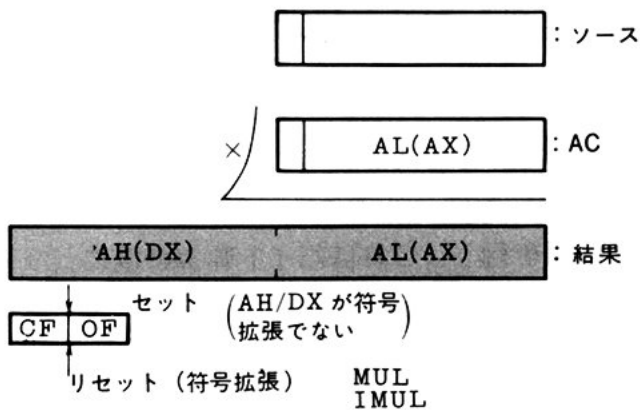 : ソース
× AL(AX) : AC
AH(DX) AL(AX) : 結果
セット (AH/DX が符号
拡張でない)
CF OF
リセット (符号拡張) MUL
IMUL